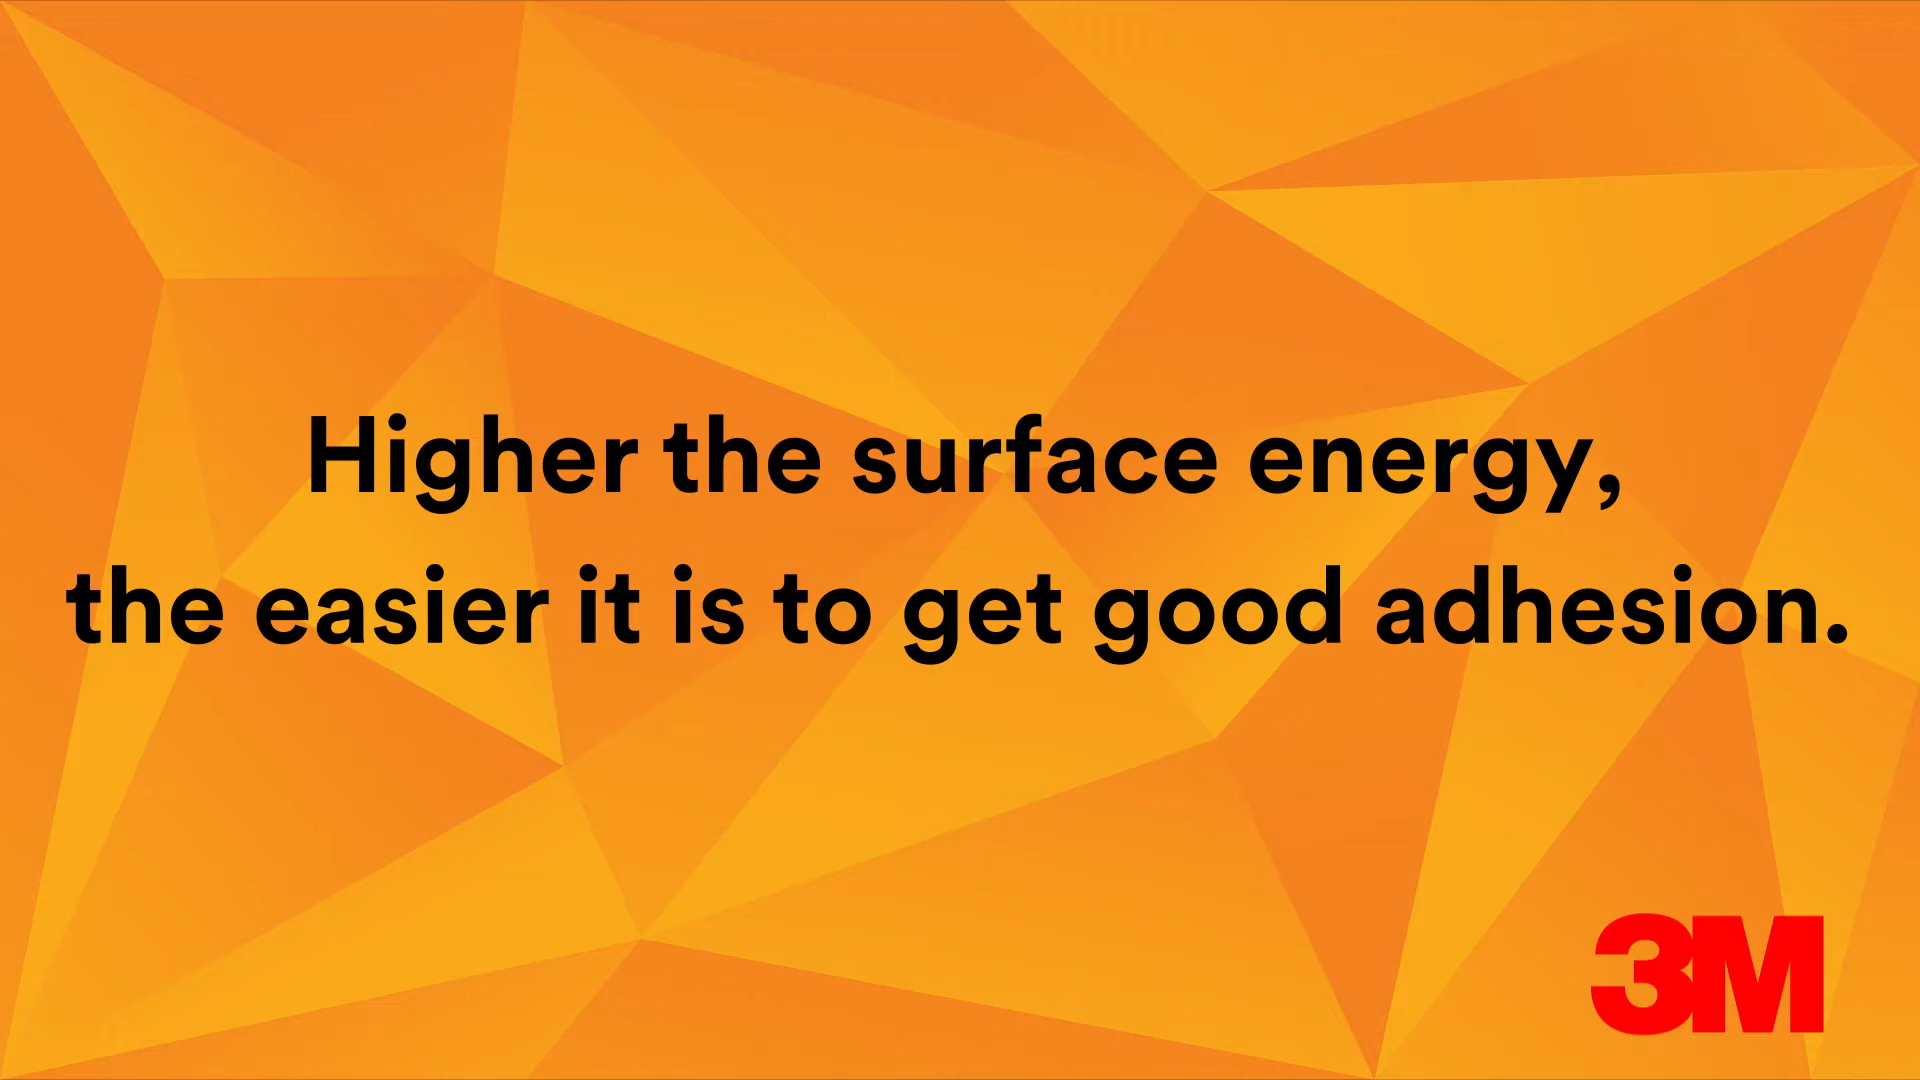 Higher the surface energy,
the easier it is to get good adhesion.
3M